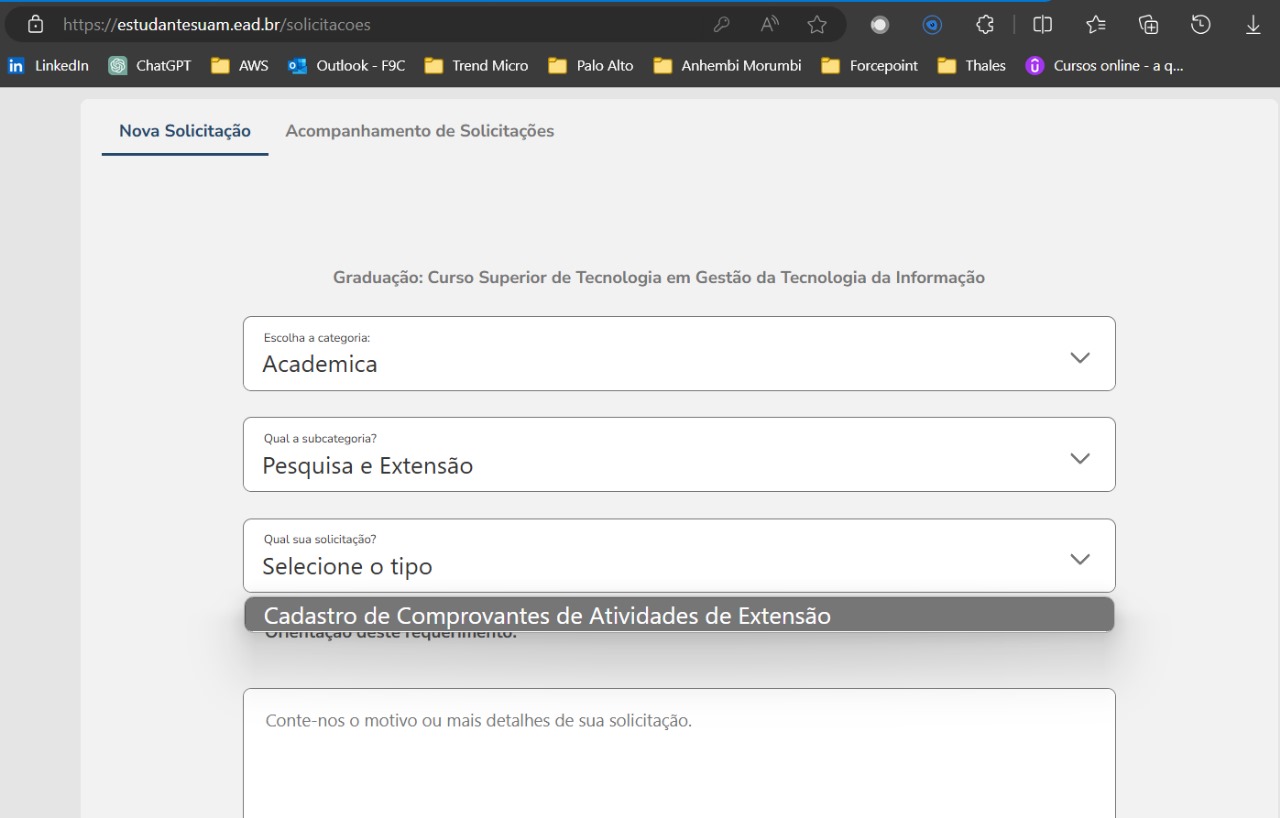 https://estudantesuam.ead.br/solicitacoes
LinkedIn ChatGPT AWS Outlook - F9C Trend Micro Palo Alto Anhembi Morumbi Forcepoint Thales Cursos online - a q...
Nova Solicitação Acompanhamento de Solicitações
Graduação: Curso Superior de Tecnologia em Gestão da Tecnologia da Informação
Escolha a categoria:
Academica
Qual a subcategoria?
Pesquisa e Extensão
Qual sua solicitação?
Selecione o tipo
Cadastro de Comprovantes de Atividades de Extensão
Orientação deste requerimento:
Conte-nos o motivo ou mais detalhes de sua solicitação.